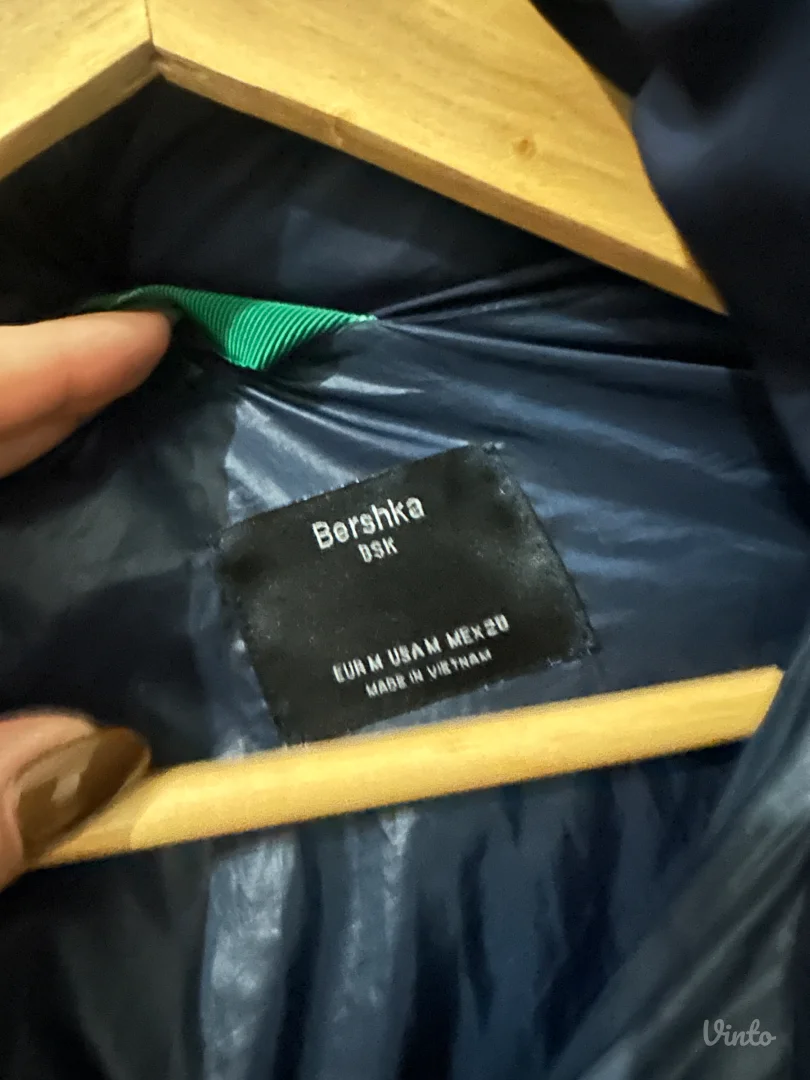 Bershka
BSK
EUR M USA M MEX 28
MADE IN VIETNAM
Vinto